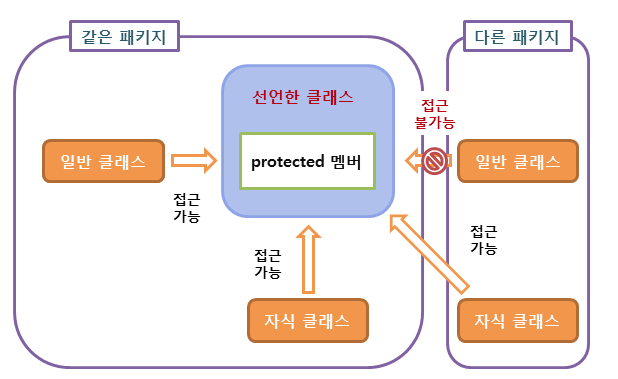 같은 패키지
다른 패키지
선언한 클래스
접근
불가능
일반 클래스
protected 멤버
일반 클래스
접근
가능
접근
가능
접근
가능
자식 클래스
자식 클래스